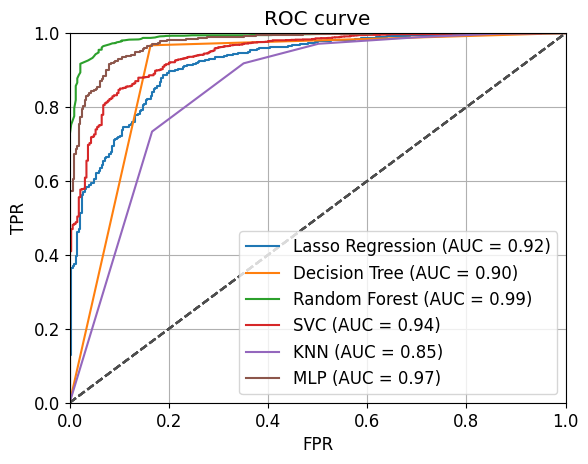 ROC curve
TPR
1.0
0.8
0.6
0.4
0.2
0.0
Lasso Regression (AUC = 0.92)
Decision Tree (AUC = 0.90)
Random Forest (AUC = 0.99)
SVC (AUC = 0.94)
KNN (AUC = 0.85)
MLP (AUC = 0.97)
0.0 0.2 0.4 0.6 0.8 1.0
FPR